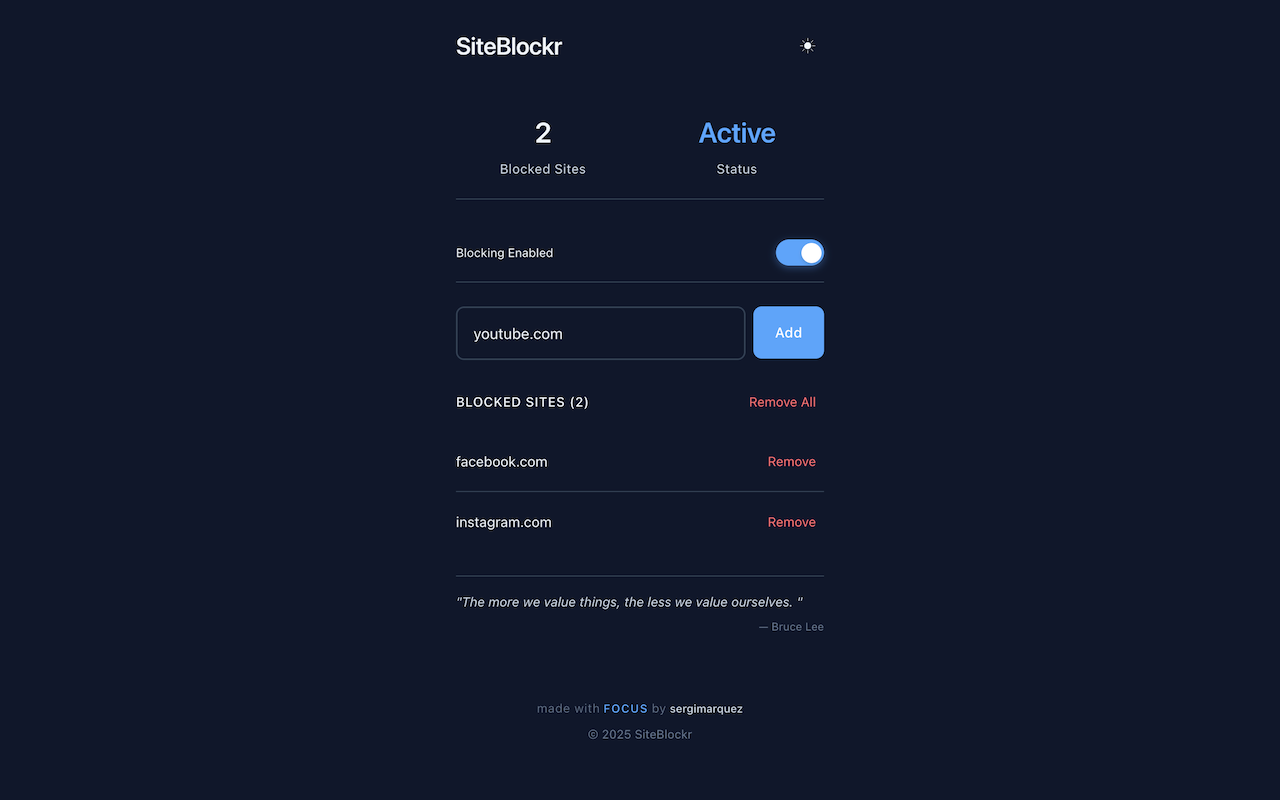 SiteBlockr
2 Active
Blocked Sites Status
Blocking Enabled
youtube.com Add
BLOCKED SITES (2) Remove All
facebook.com Remove
instagram.com Remove
"The more we value things, the less we value ourselves. "
— Bruce Lee
made with FOCUS by sergimarquez
© 2025 SiteBlockr